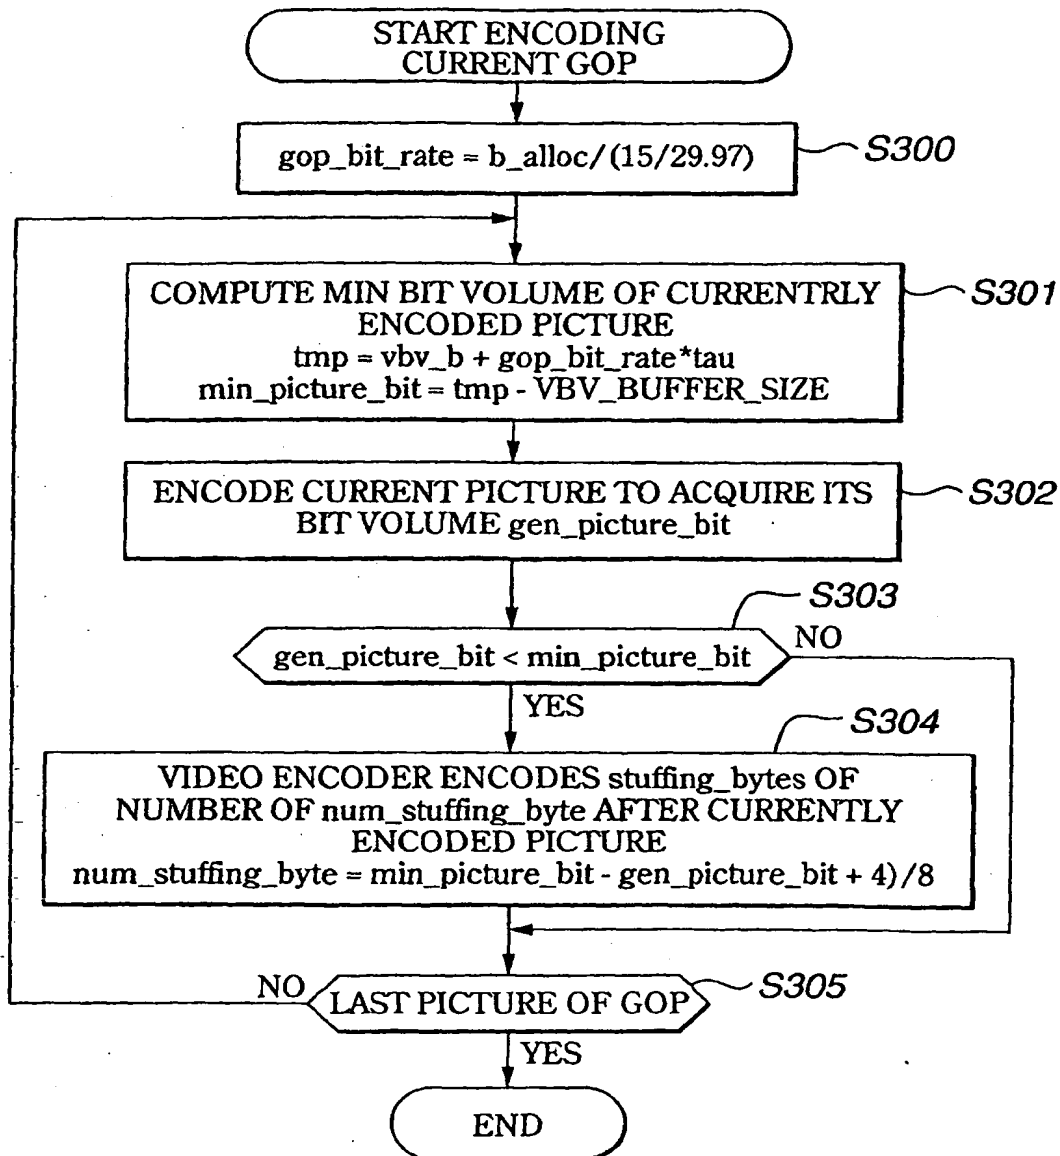 START ENCODING
CURRENT GOP
gop_bit_rate = b_alloc/(15/29.97)
S300
COMPUTE MIN BIT VOLUME OF CURRENTRLY
ENCODED PICTURE
tmp = vbv_b + gop_bit_rate*tau
min_picture_bit = tmp - VBV_BUFFER_SIZE
S301
ENCODE CURRENT PICTURE TO ACQUIRE ITS
BIT VOLUME gen_picture_bit
S302
S303
gen_picture_bit < min_picture_bit
NO
YES
S304
VIDEO ENCODER ENCODES stuffing_bytes OF
NUMBER OF num_stuffing_byte AFTER CURRENTLY
ENCODED PICTURE
num_stuffing_byte = min_picture_bit - gen_picture_bit + 4)/8
NO
LAST PICTURE OF GOP
S305
YES
END